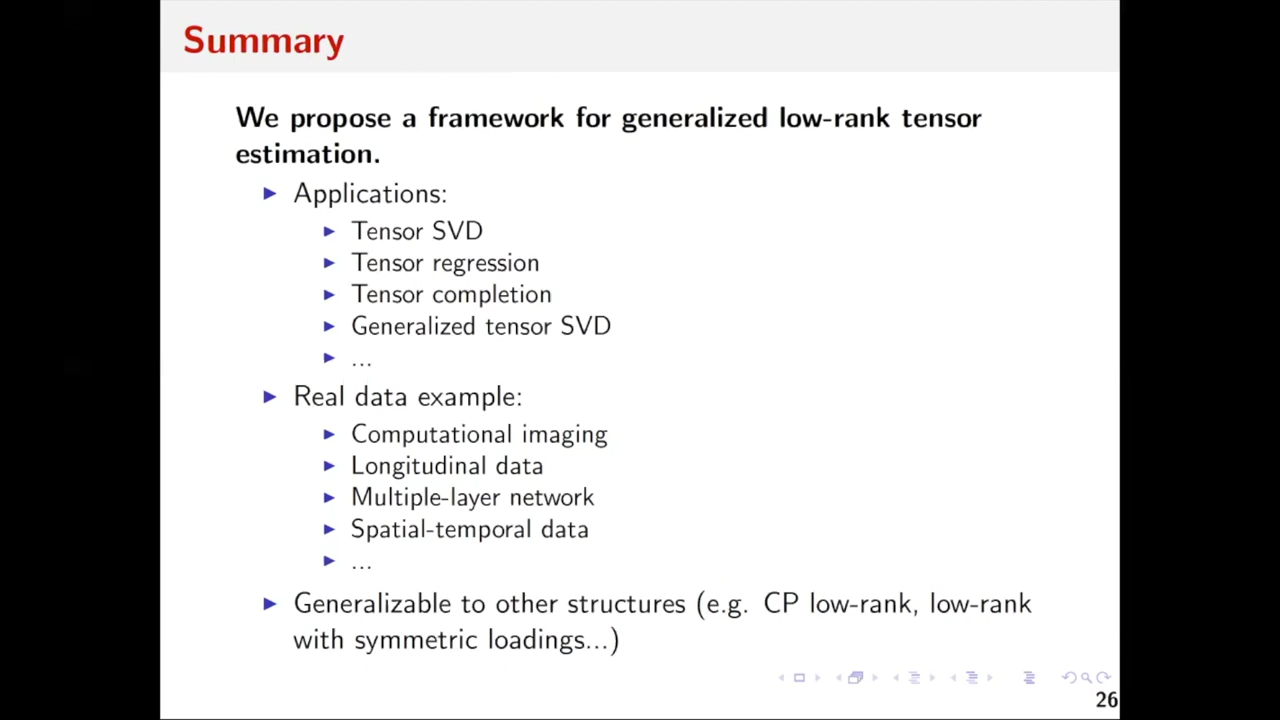 Summary
We propose a framework for generalized low-rank tensor
estimation.
Applications:
Tensor SVD
Tensor regression
Tensor completion
Generalized tensor SVD
...
Real data example:
Computational imaging
Longitudinal data
Multiple-layer network
Spatial-temporal data
...
Generalizable to other structures (e.g. CP low-rank, low-rank
with symmetric loadings...)
26